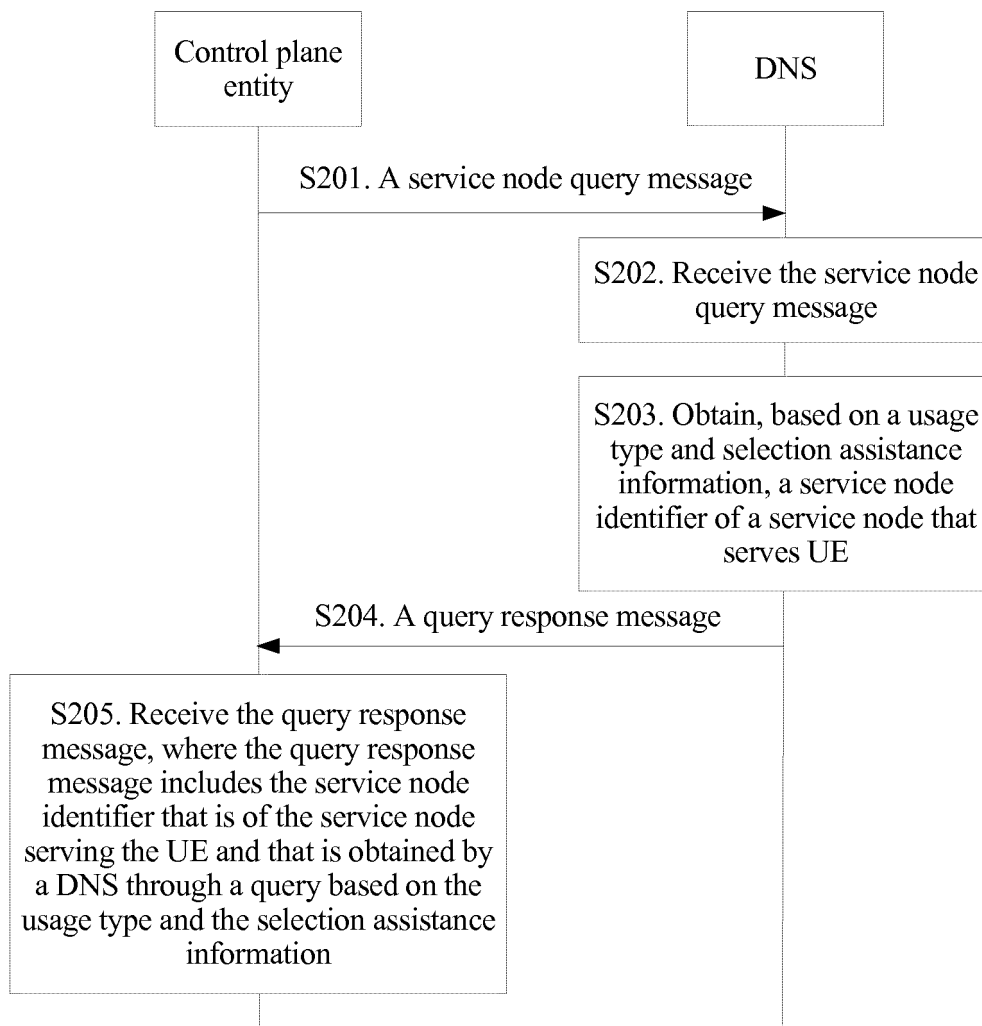 Control plane
entity
DNS
S201. A service node query message
S202. Receive the service node
query message
S203. Obtain, based on a usage
type and selection assistance
information, a service node
identifier of a service node that
serves UE
S204. A query response message
S205. Receive the query response
message, where the query response
message includes the service node
identifier that is of the service node
serving the UE and that is obtained by
a DNS through a query based on the
usage type and the selection assistance
information